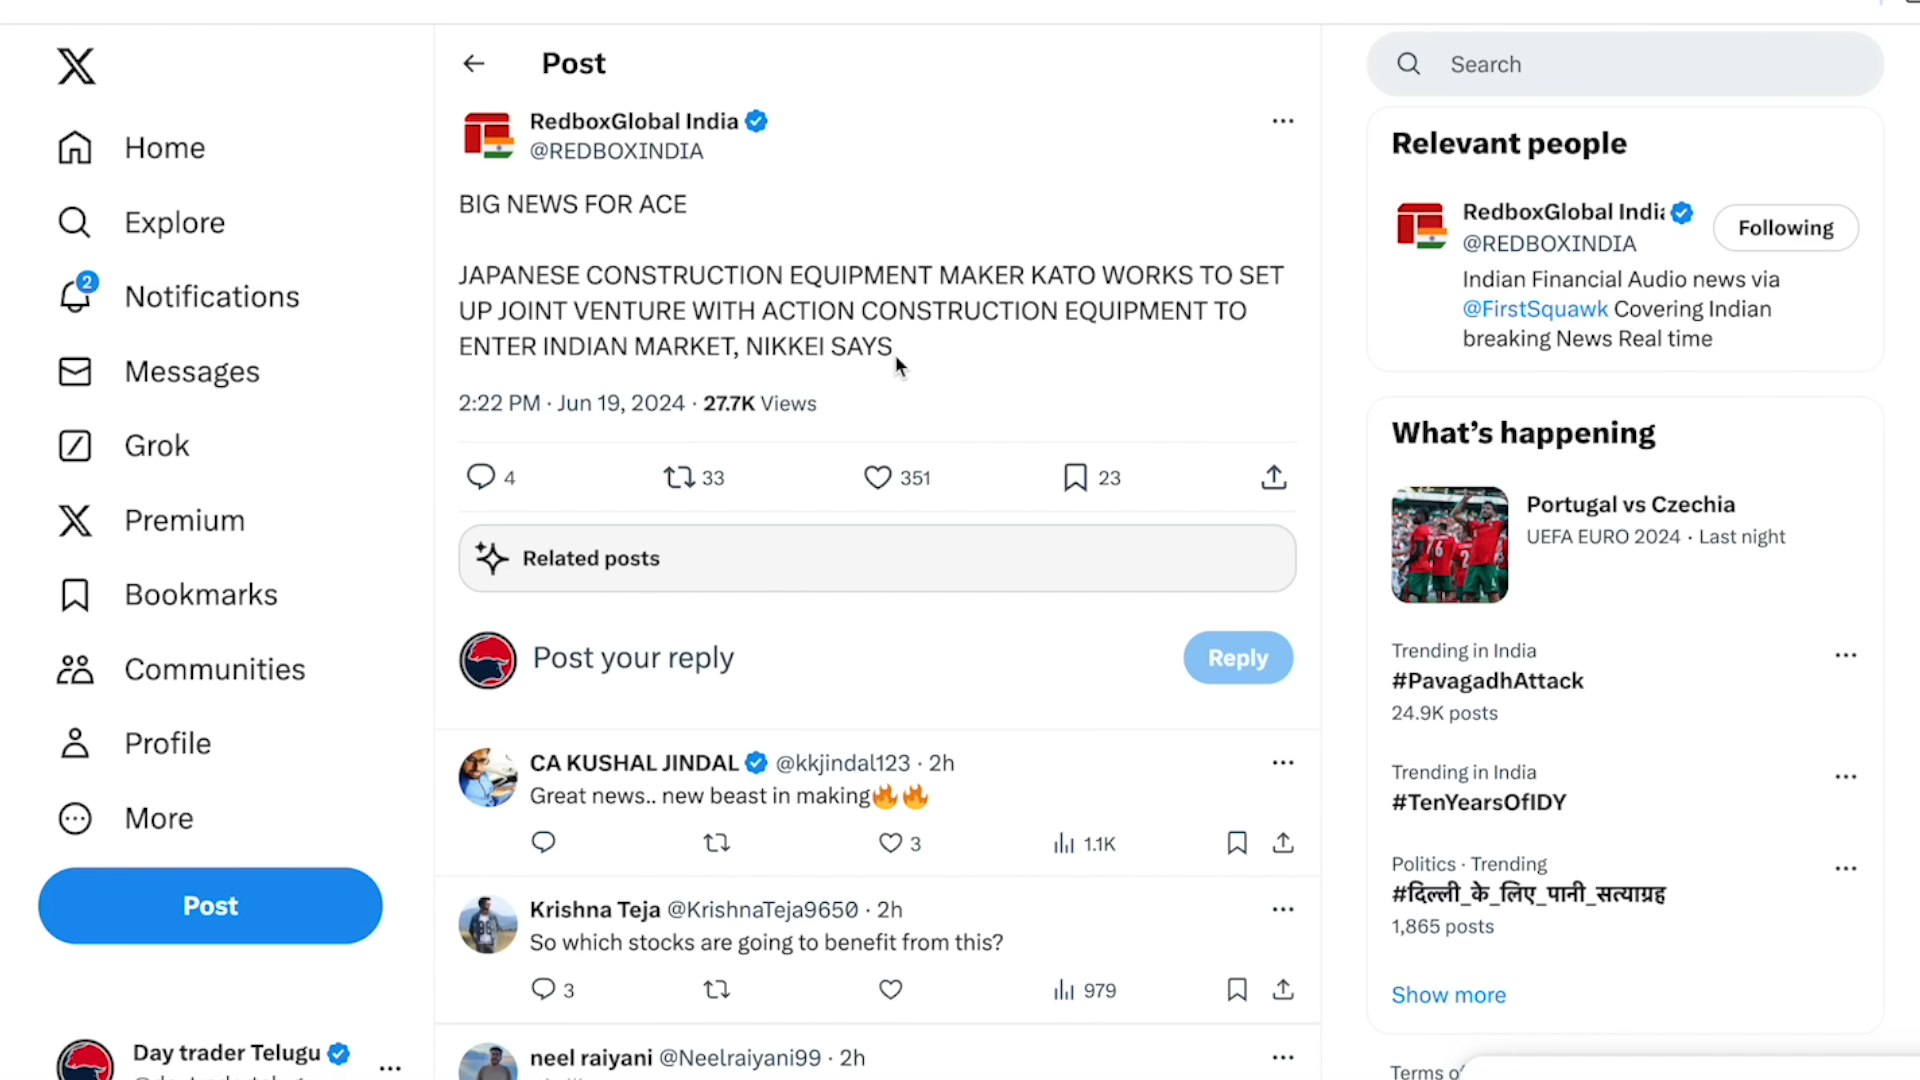 Home
Explore
2
Notifications
Messages
Grok
Premium
Bookmarks
Communities
Profile
More
Post
Day trader Telugu
Post
RedboxGlobal India
@REDBOXINDIA
BIG NEWS FOR ACE
JAPANESE CONSTRUCTION EQUIPMENT MAKER KATO WORKS TO SET
UP JOINT VENTURE WITH ACTION CONSTRUCTION EQUIPMENT TO
ENTER INDIAN MARKET, NIKKEI SAYS
2:22 PM · Jun 19, 2024 · 27.7K Views
4 33 351 23
Related posts
Post your reply
Reply
CA KUSHAL JINDAL @kkjindal123 · 2h
Great news.. new beast in making🔥🔥
3 1.1K
Krishna Teja @KrishnaTeja9650 · 2h
So which stocks are going to benefit from this?
3 979
neel raiyani @Neelraiyani99 · 2h
Search
Relevant people
RedboxGlobal Indi
@REDBOXINDIA
Following
Indian Financial Audio news via
@FirstSquawk Covering Indian
breaking News Real time
What's happening
Portugal vs Czechia
UEFA EURO 2024 · Last night
Trending in India
#PavagadhAttack
24.9K posts
Trending in India
#TenYearsOfIDY
Politics · Trending
#दिल्ली_के_लिए_पानी_सत्याग्रह
1,865 posts
Show more
Terms of